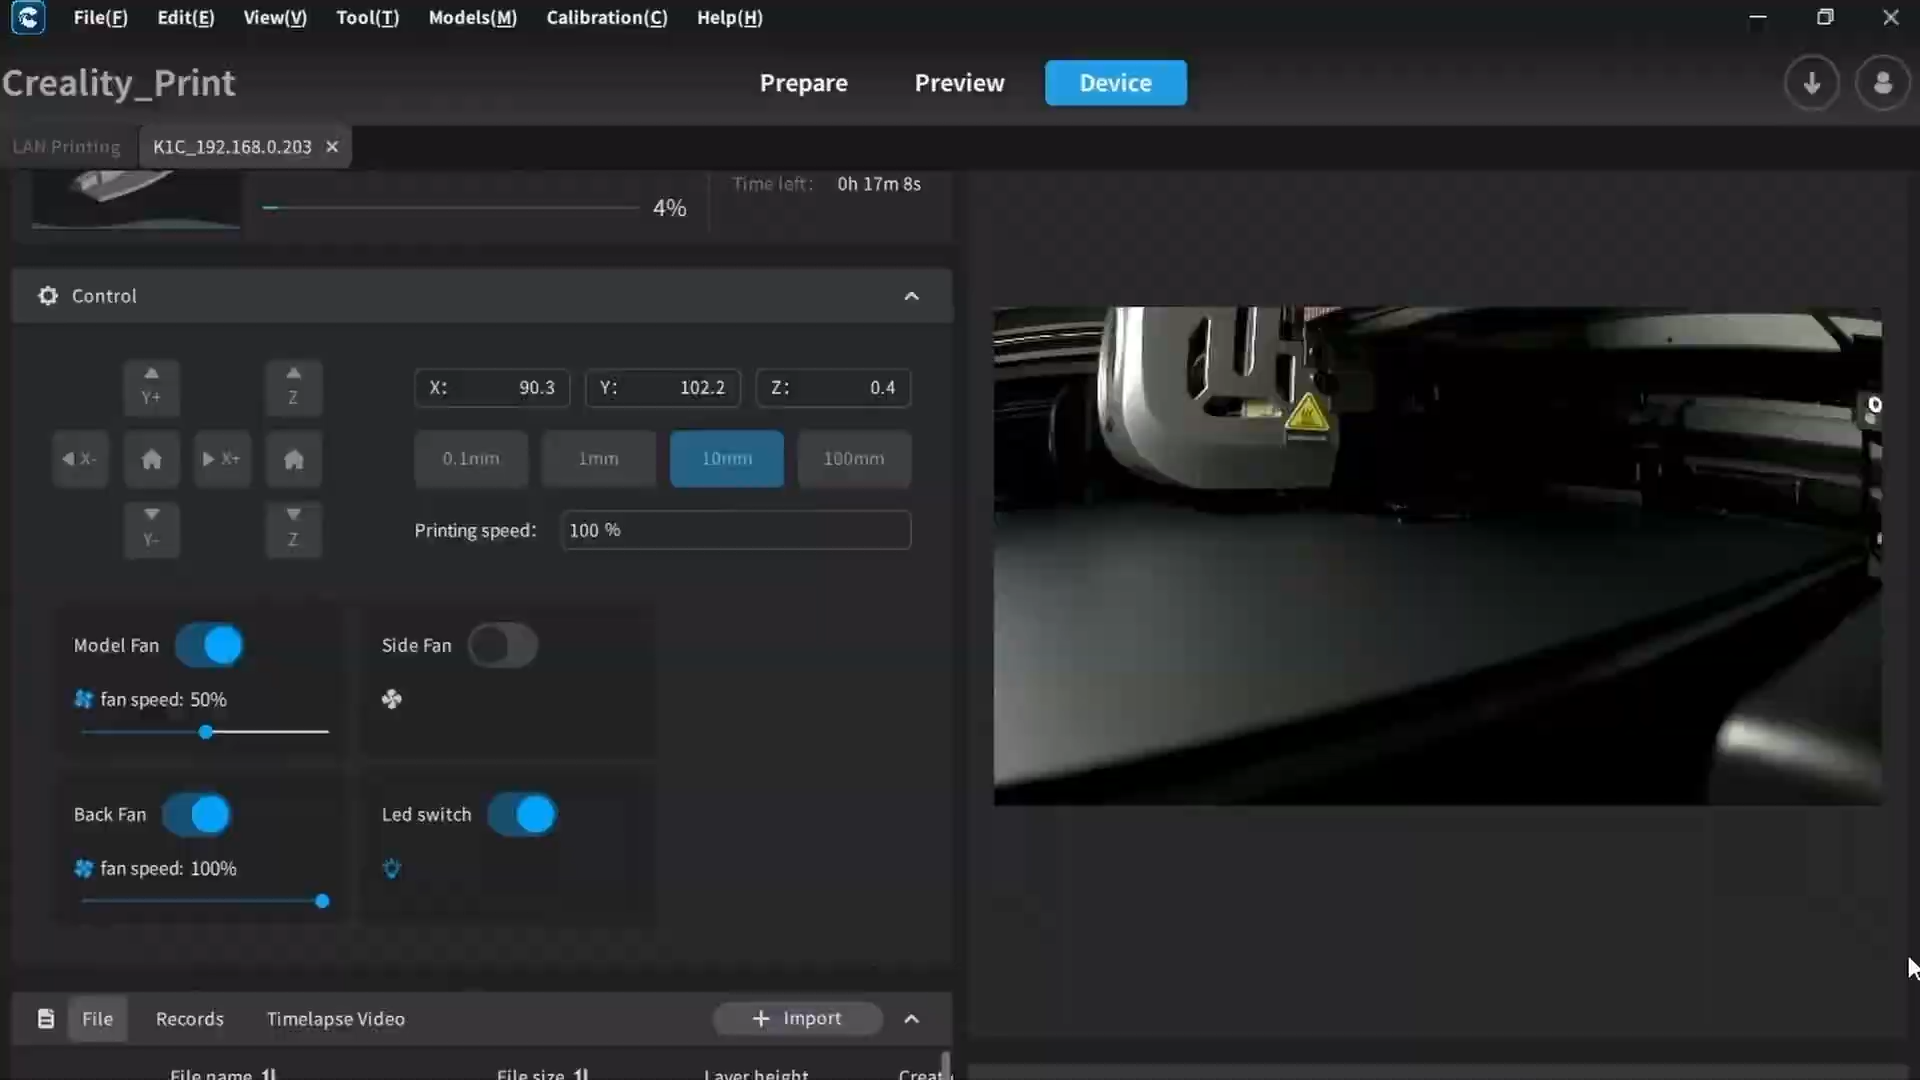 File(F) Edit(E) View(V) Tool(T) Models(M) Calibration(C) Help(H)
Creality_Print
Prepare Preview Device
LAN Printing K1C_192.168.0.203
Time left: 0h 17m 8s
4%
Control
Y+ Z
X: 90.3 Y: 102.2 Z: 0.4
X- X+
0.1mm 1mm 10mm 100mm
Y- Z
Printing speed: 100 %
Model Fan Side Fan
fan speed: 50%
Back Fan Led switch
fan speed: 100%
File Records Timelapse Video + Import
File name File size Layer height